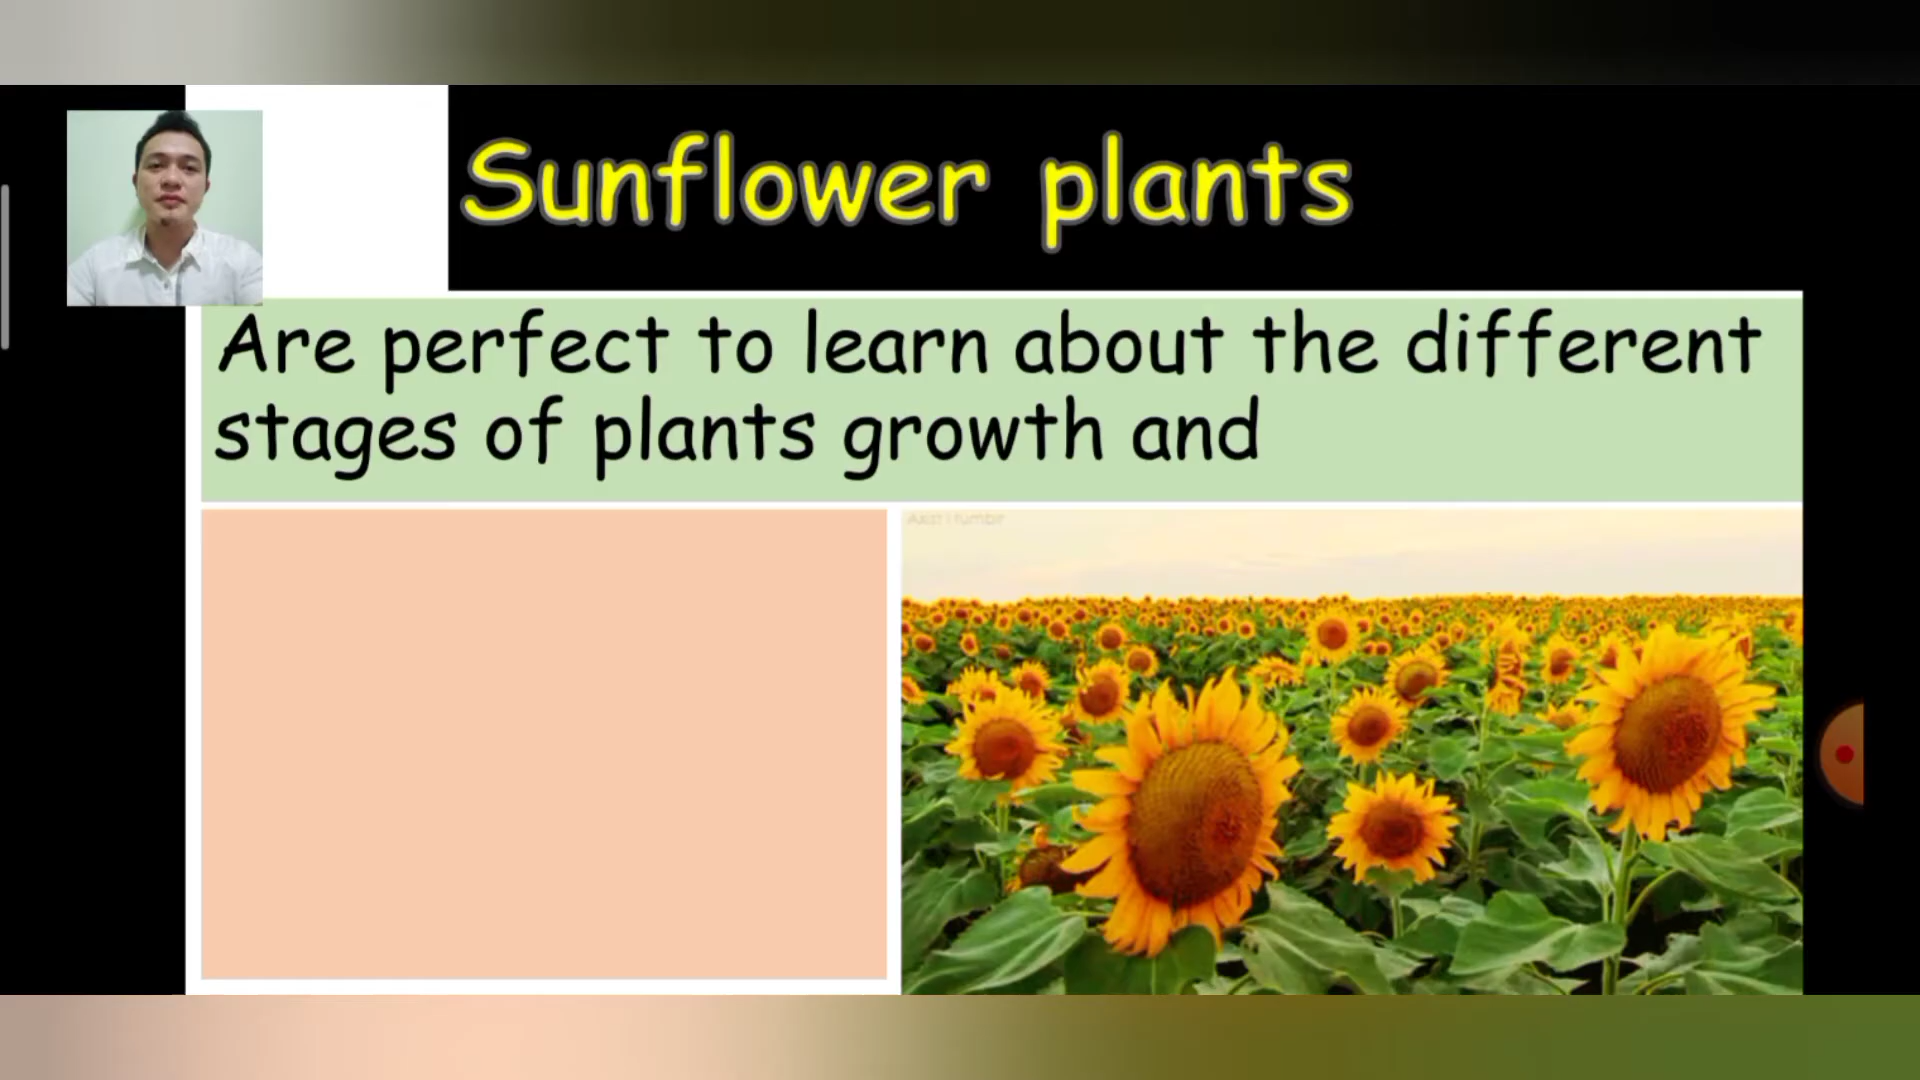 Sunflower plants
Are perfect to learn about the different
stages of plants growth and